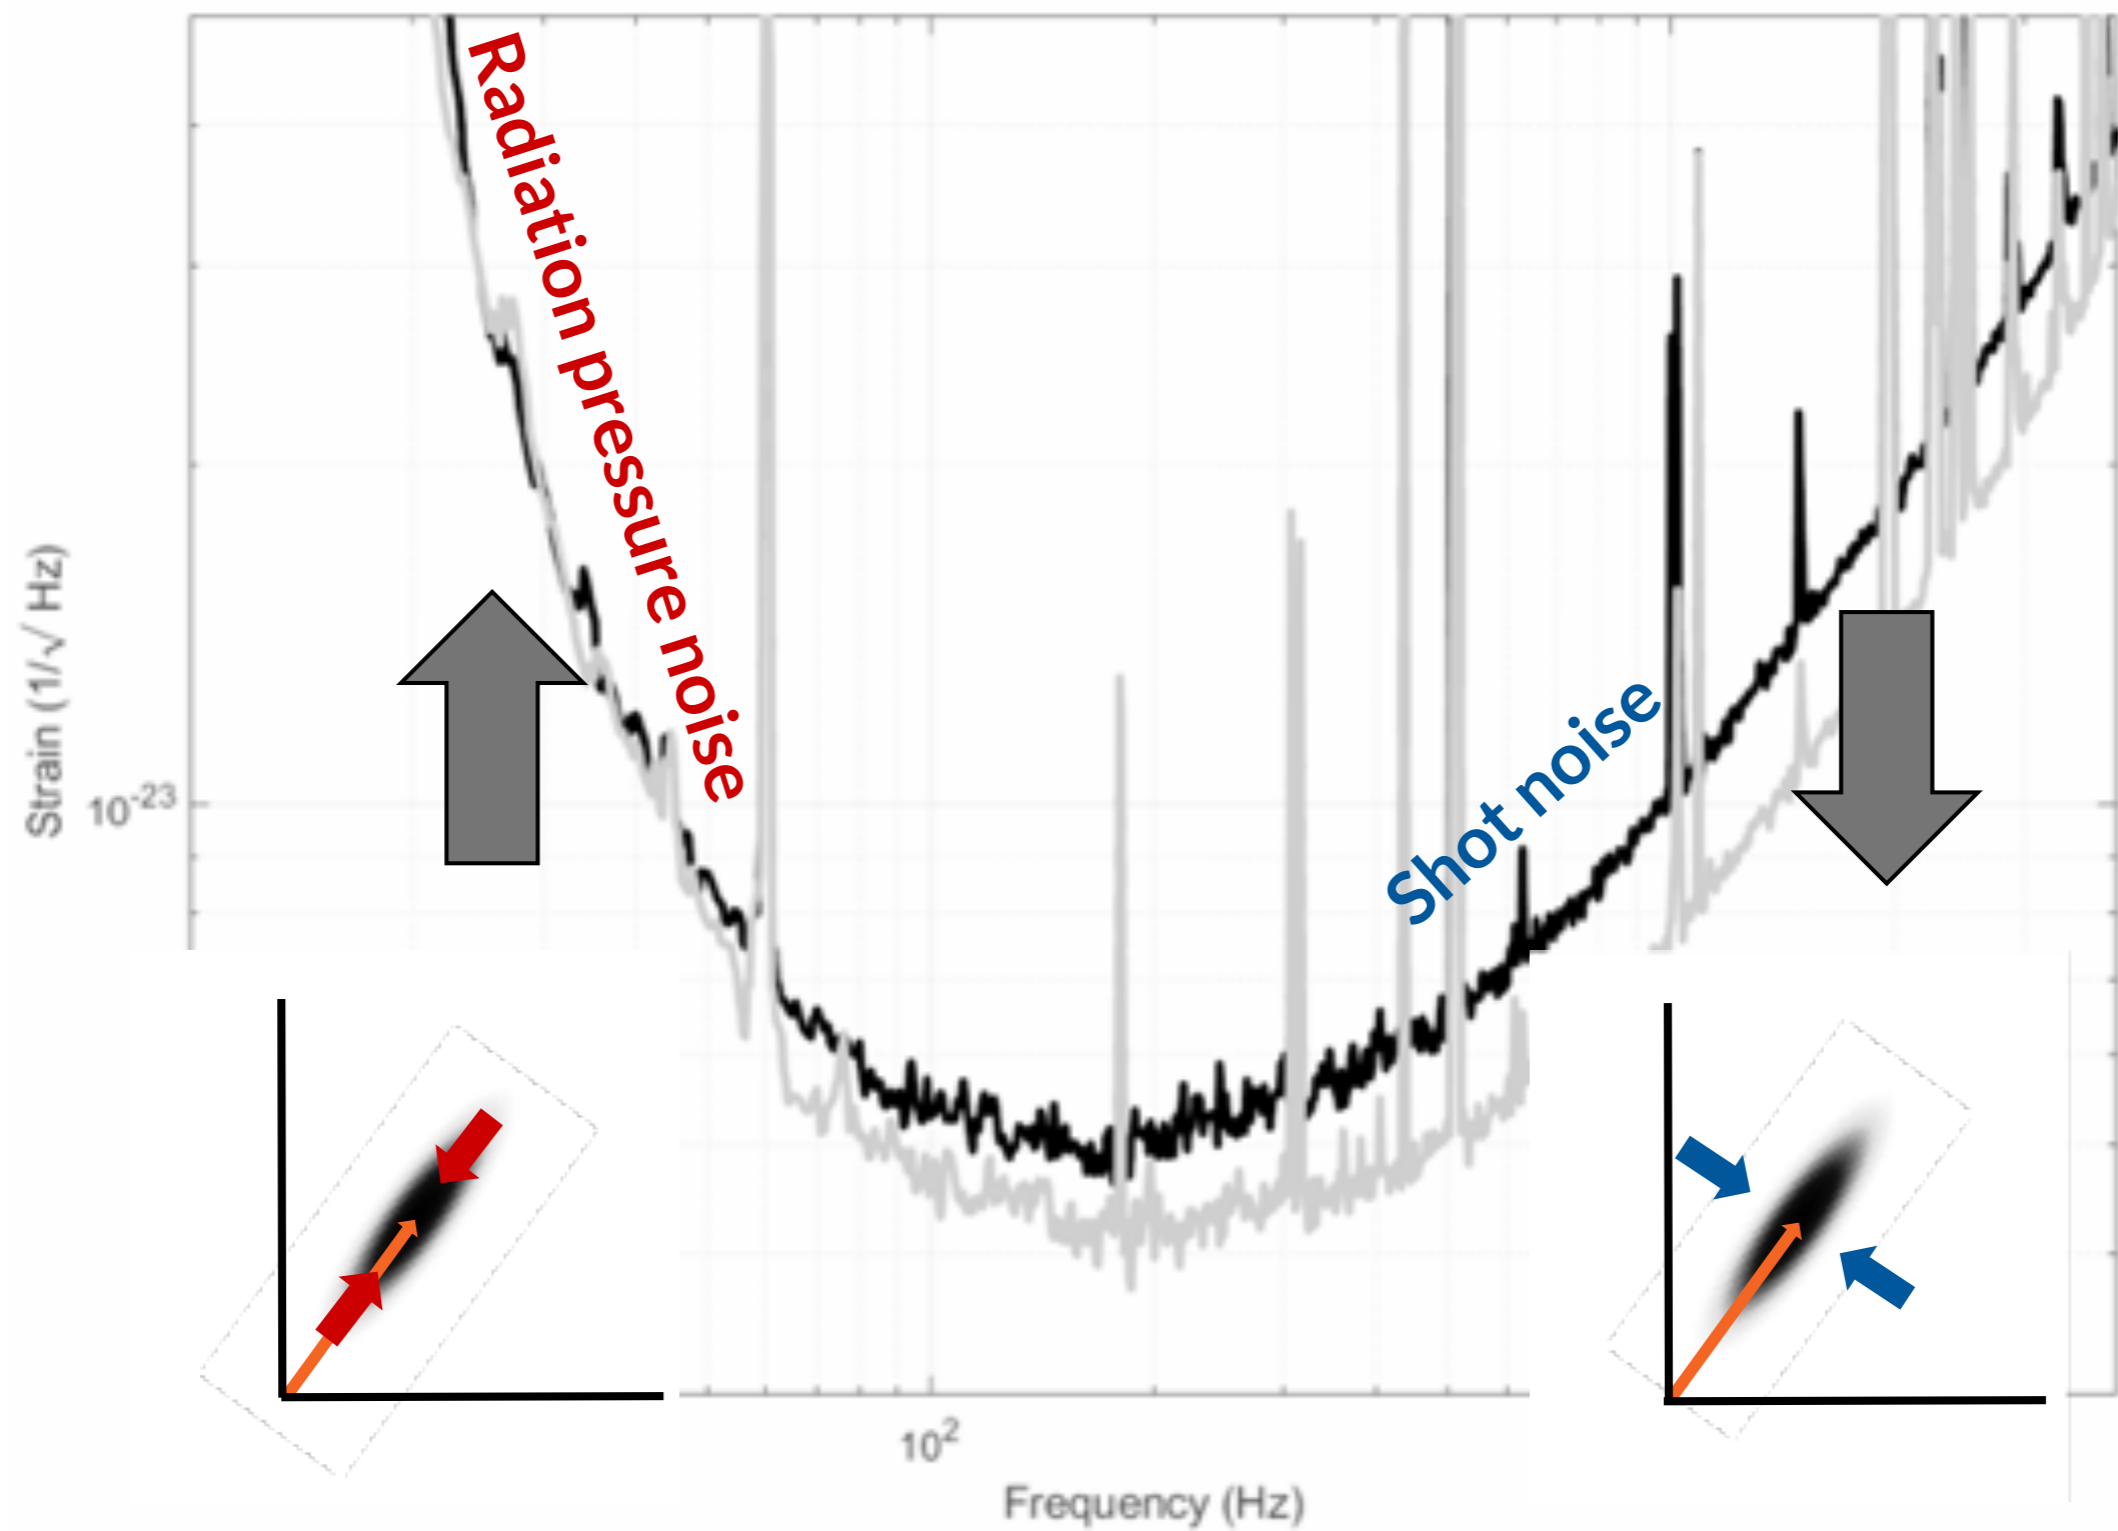 Radiation pressure noise
Shot noise
Strain (1/√ Hz)
10-23
102
Frequency (Hz)